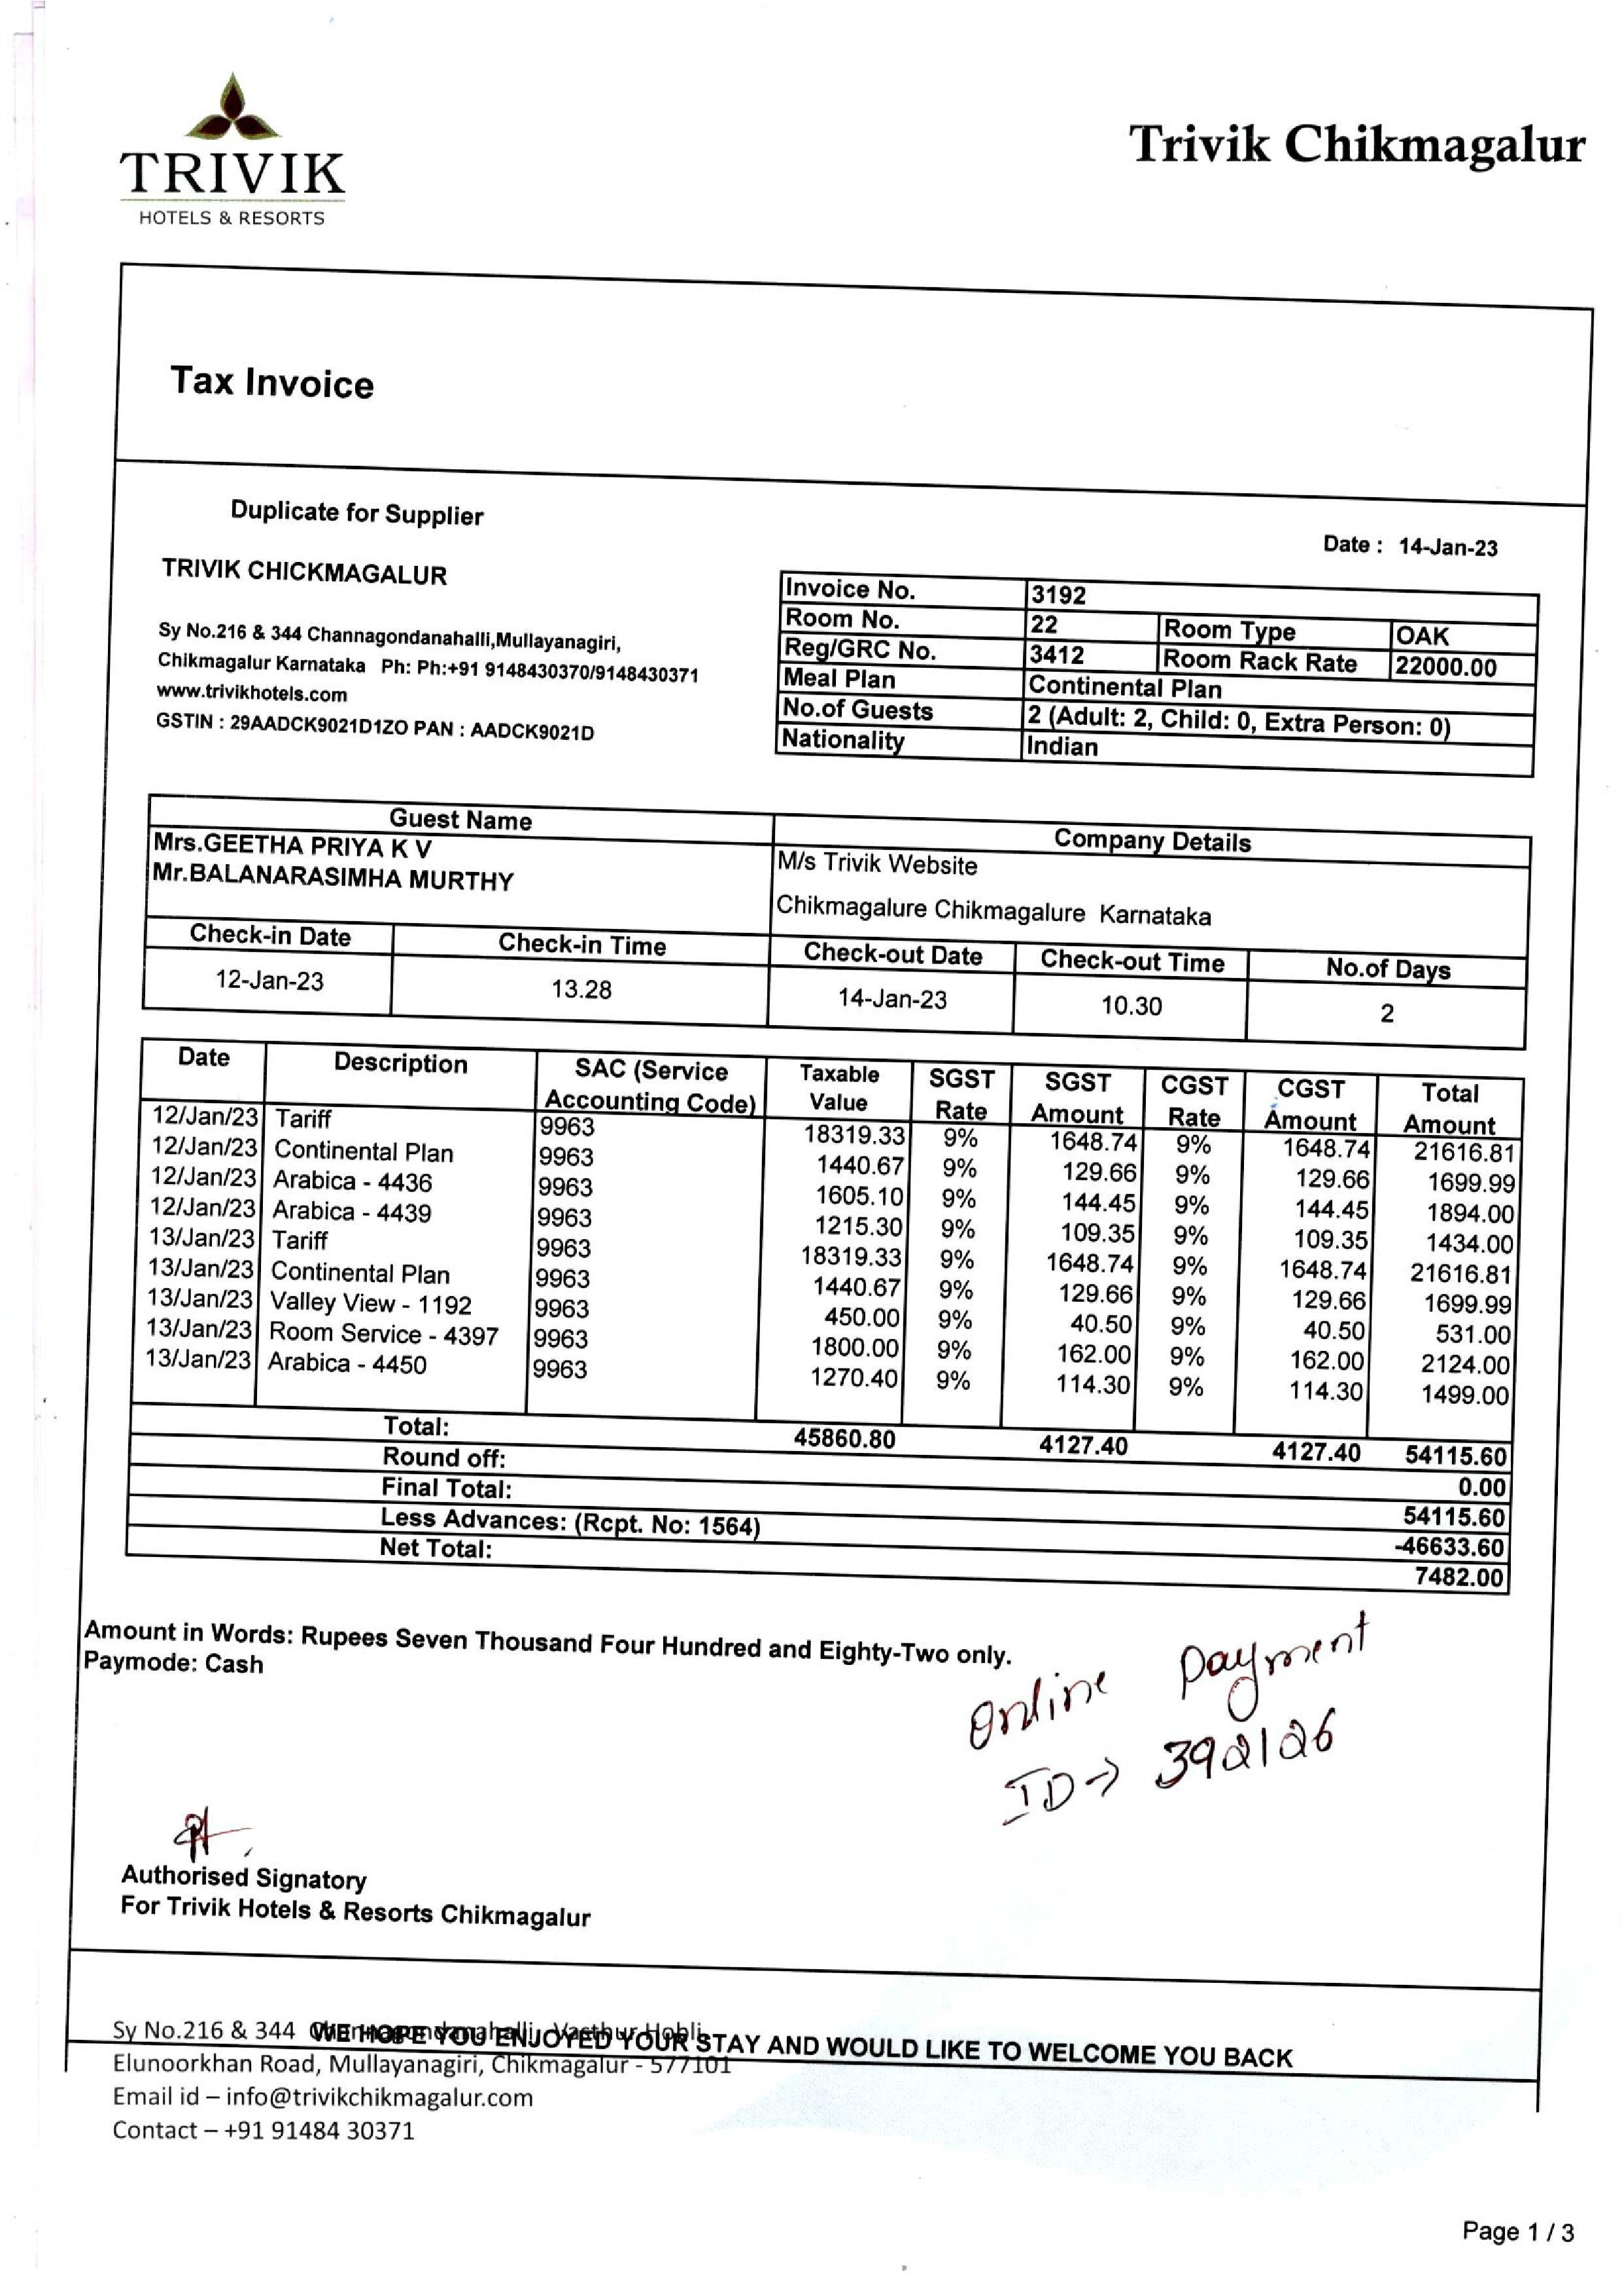 TRIVIK
HOTELS & RESORTS
Trivik Chikmagalur
Tax Invoice
Duplicate for Supplier
Date : 14-Jan-23
TRIVIK CHICKMAGALUR
Sy No.216 & 344 Channagondanahalli,Mullayanagiri,
Chikmagalur Karnataka Ph: Ph:+91 9148430370/9148430371
www.trivikhotels.com
GSTIN : 29AADCK9021D1ZO PAN : AADCK9021D
Invoice No. 3192
Room No. 22 Room Type OAK
Reg/GRC No. 3412 Room Rack Rate 22000.00
Meal Plan Continental Plan
No.of Guests 2 (Adult: 2, Child: 0, Extra Person: 0)
Nationality Indian
Guest Name Company Details
Mrs.GEETHA PRIYA K V M/s Trivik Website
Mr.BALANARASIMHA MURTHY
Chikmagalure Chikmagalure Karnataka
Check-in Date Check-in Time Check-out Date Check-out Time No.of Days
12-Jan-23 13.28 14-Jan-23 10.30 2
Date Description SAC (Service Taxable SGST SGST CGST CGST Total
Accounting Code) Value Rate Amount Rate Amount Amount
12/Jan/23 Tariff 9963 18319.33 9% 1648.74 9% 1648.74 21616.81
12/Jan/23 Continental Plan 9963 1440.67 9% 129.66 9% 129.66 1699.99
12/Jan/23 Arabica - 4436 9963 1605.10 9% 144.45 9% 144.45 1894.00
12/Jan/23 Arabica - 4439 9963 1215.30 9% 109.35 9% 109.35 1434.00
13/Jan/23 Tariff 9963 18319.33 9% 1648.74 9% 1648.74 21616.81
13/Jan/23 Continental Plan 9963 1440.67 9% 129.66 9% 129.66 1699.99
13/Jan/23 Valley View - 1192 9963 450.00 9% 40.50 9% 40.50 531.00
13/Jan/23 Room Service - 4397 9963 1800.00 9% 162.00 9% 162.00 2124.00
13/Jan/23 Arabica - 4450 9963 1270.40 9% 114.30 9% 114.30 1499.00
Total: 45860.80 4127.40 4127.40 54115.60
Round off: 0.00
Final Total: 54115.60
Less Advances: (Rcpt. No: 1564) -46633.60
Net Total: 7482.00
Amount in Words: Rupees Seven Thousand Four Hundred and Eighty-Two only.
Paymode: Cash
Online Payment
ID → 392126
Authorised Signatory
For Trivik Hotels & Resorts Chikmagalur
WE HOPE YOU ENJOYED YOUR STAY AND WOULD LIKE TO WELCOME YOU BACK
Sy No.216 & 344 Hobli
Elunoorkhan Road, Mullayanagiri, Chikmagalur - 577101
Email id – info@trivikchikmagalur.com
Contact – +91 91484 30371
Page 1 / 3